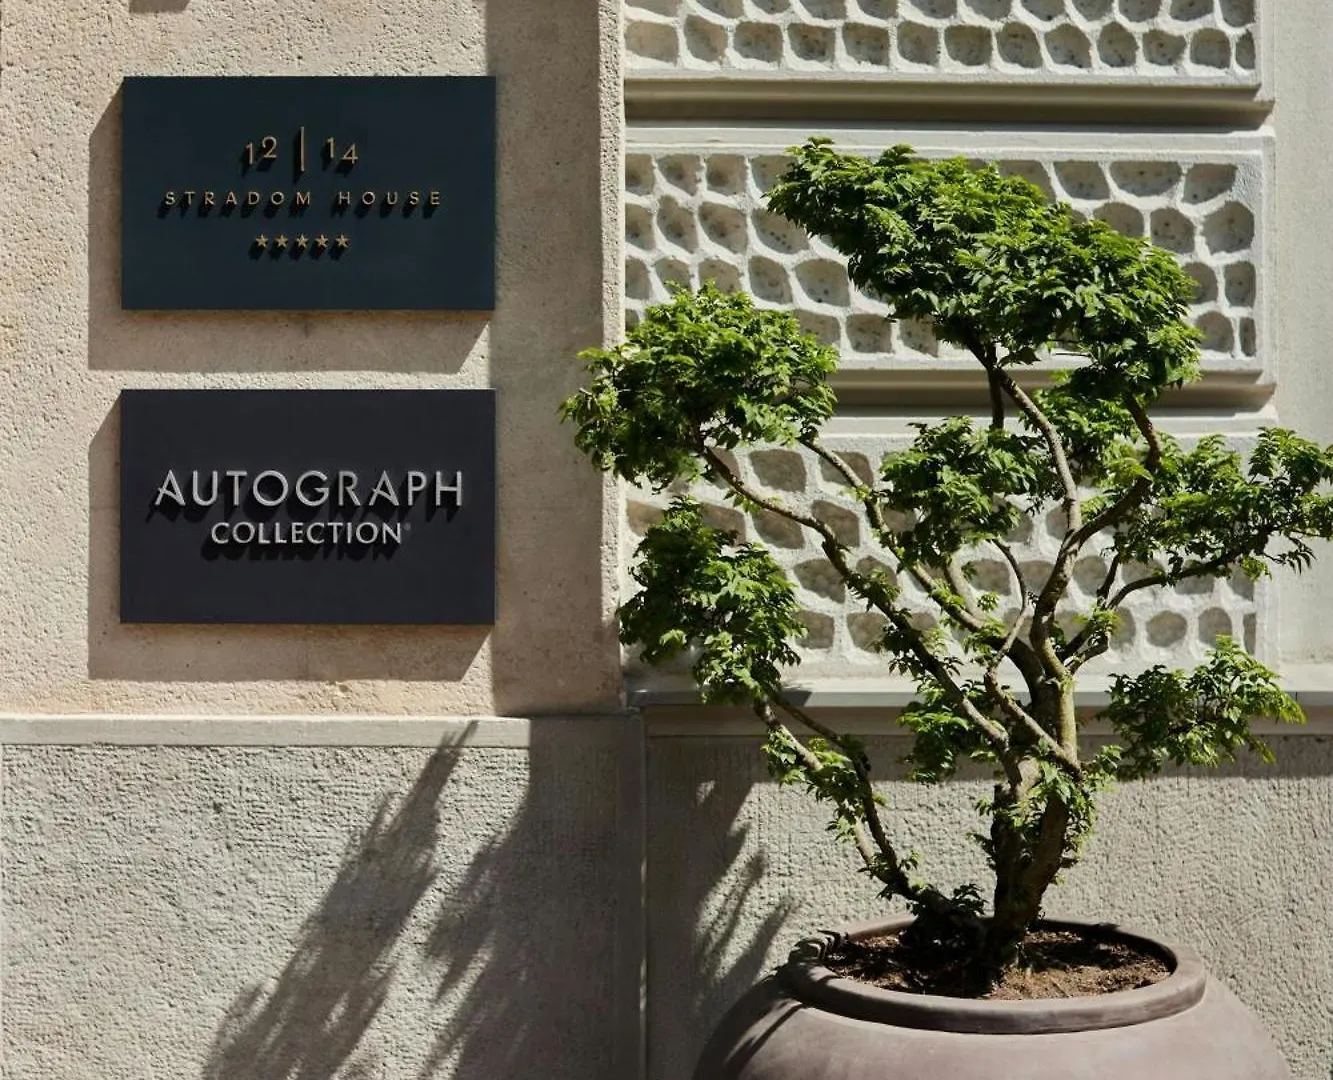 12 | 14
STRADOM HOUSE
★★★★★
AUTOGRAPH
COLLECTION®